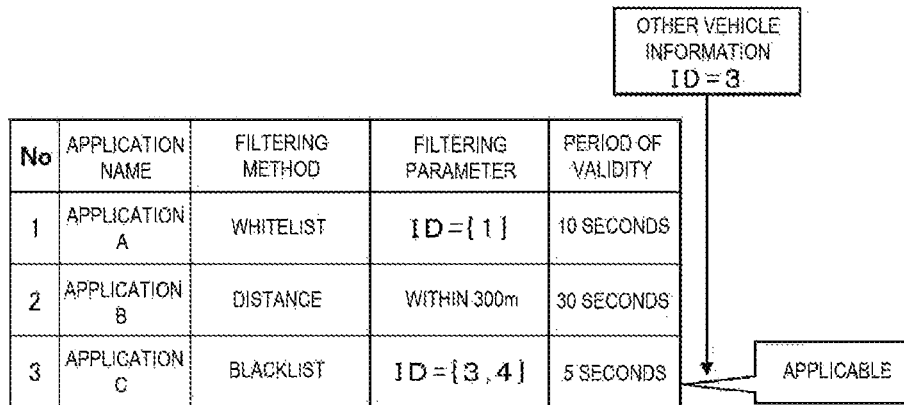 OTHER VEHICLE
INFORMATION
ID=3
No
APPLICATION
NAME
FILTERING
METHOD
FILTERING
PARAMETER
PERIOD OF
VALIDITY
1
APPLICATION
A
WHITELIST
ID={1}
10 SECONDS
2
APPLICATION
B
DISTANCE
WITHIN 300m
30 SECONDS
3
APPLICATION
C
BLACKLIST
ID={3,4}
5 SECONDS
APPLICABLE